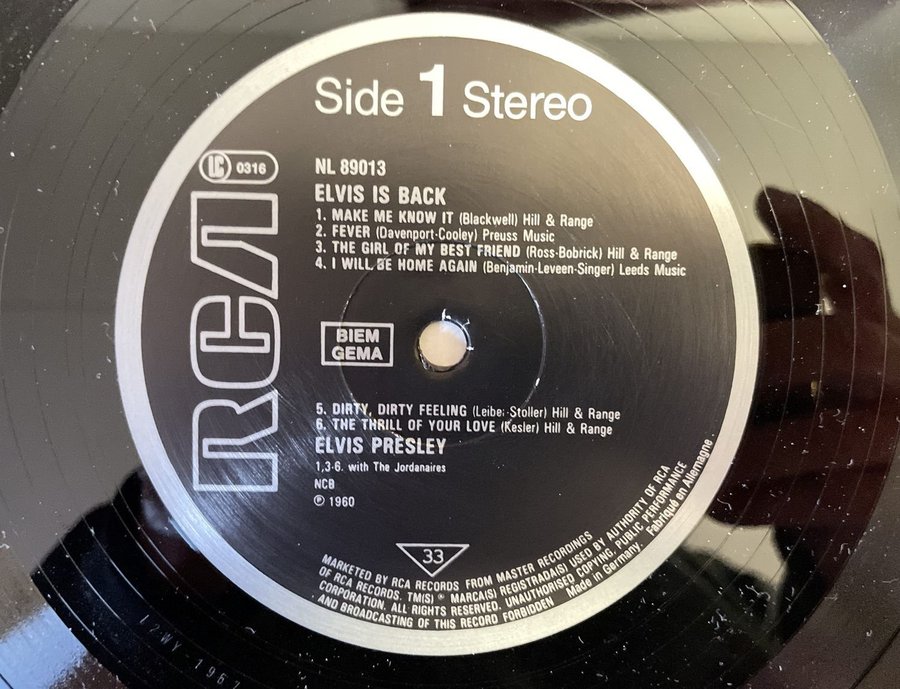 Side 1 Stereo
LC 0316
RCA
NL 89013
ELVIS IS BACK
1. MAKE ME KNOW IT (Blackwell) Hill & Range
2. FEVER (Davenport-Cooley) Preuss Music
3. THE GIRL OF MY BEST FRIEND (Ross-Bobrick) Hill & Range
4. I WILL BE HOME AGAIN (Benjamin-Leveen-Singer) Leeds Music
BIEM
GEMA
5. DIRTY, DIRTY FEELING (Leiber-Stoller) Hill & Range
6. THE THRILL OF YOUR LOVE (Kesler) Hill & Range
ELVIS PRESLEY
1,3-6. with The Jordanaires
NCB
℗ 1960
33
MARKETED BY RCA RECORDS FROM MASTER RECORDINGS
OF RCA RECORDS. TM(S) ® MARCA(S) REGISTRADA(S) USED BY AUTHORITY OF RCA
CORPORATION. ALL RIGHTS RESERVED. UNAUTHORISED COPYING, PUBLIC PERFORMANCE
AND BROADCASTING OF THIS RECORD FORBIDDEN Made in Germany. Fabriqué en Allemagne.